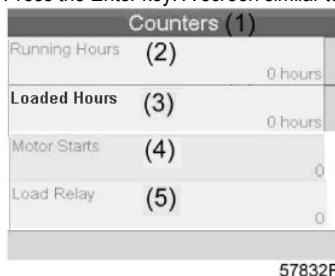 Press the Enter key. A screen similar to
Counters (1)
Running Hours (2)
0 hours
Loaded Hours (3)
0 hours
Motor Starts (4)
0
Load Relay (5)
0
57832F